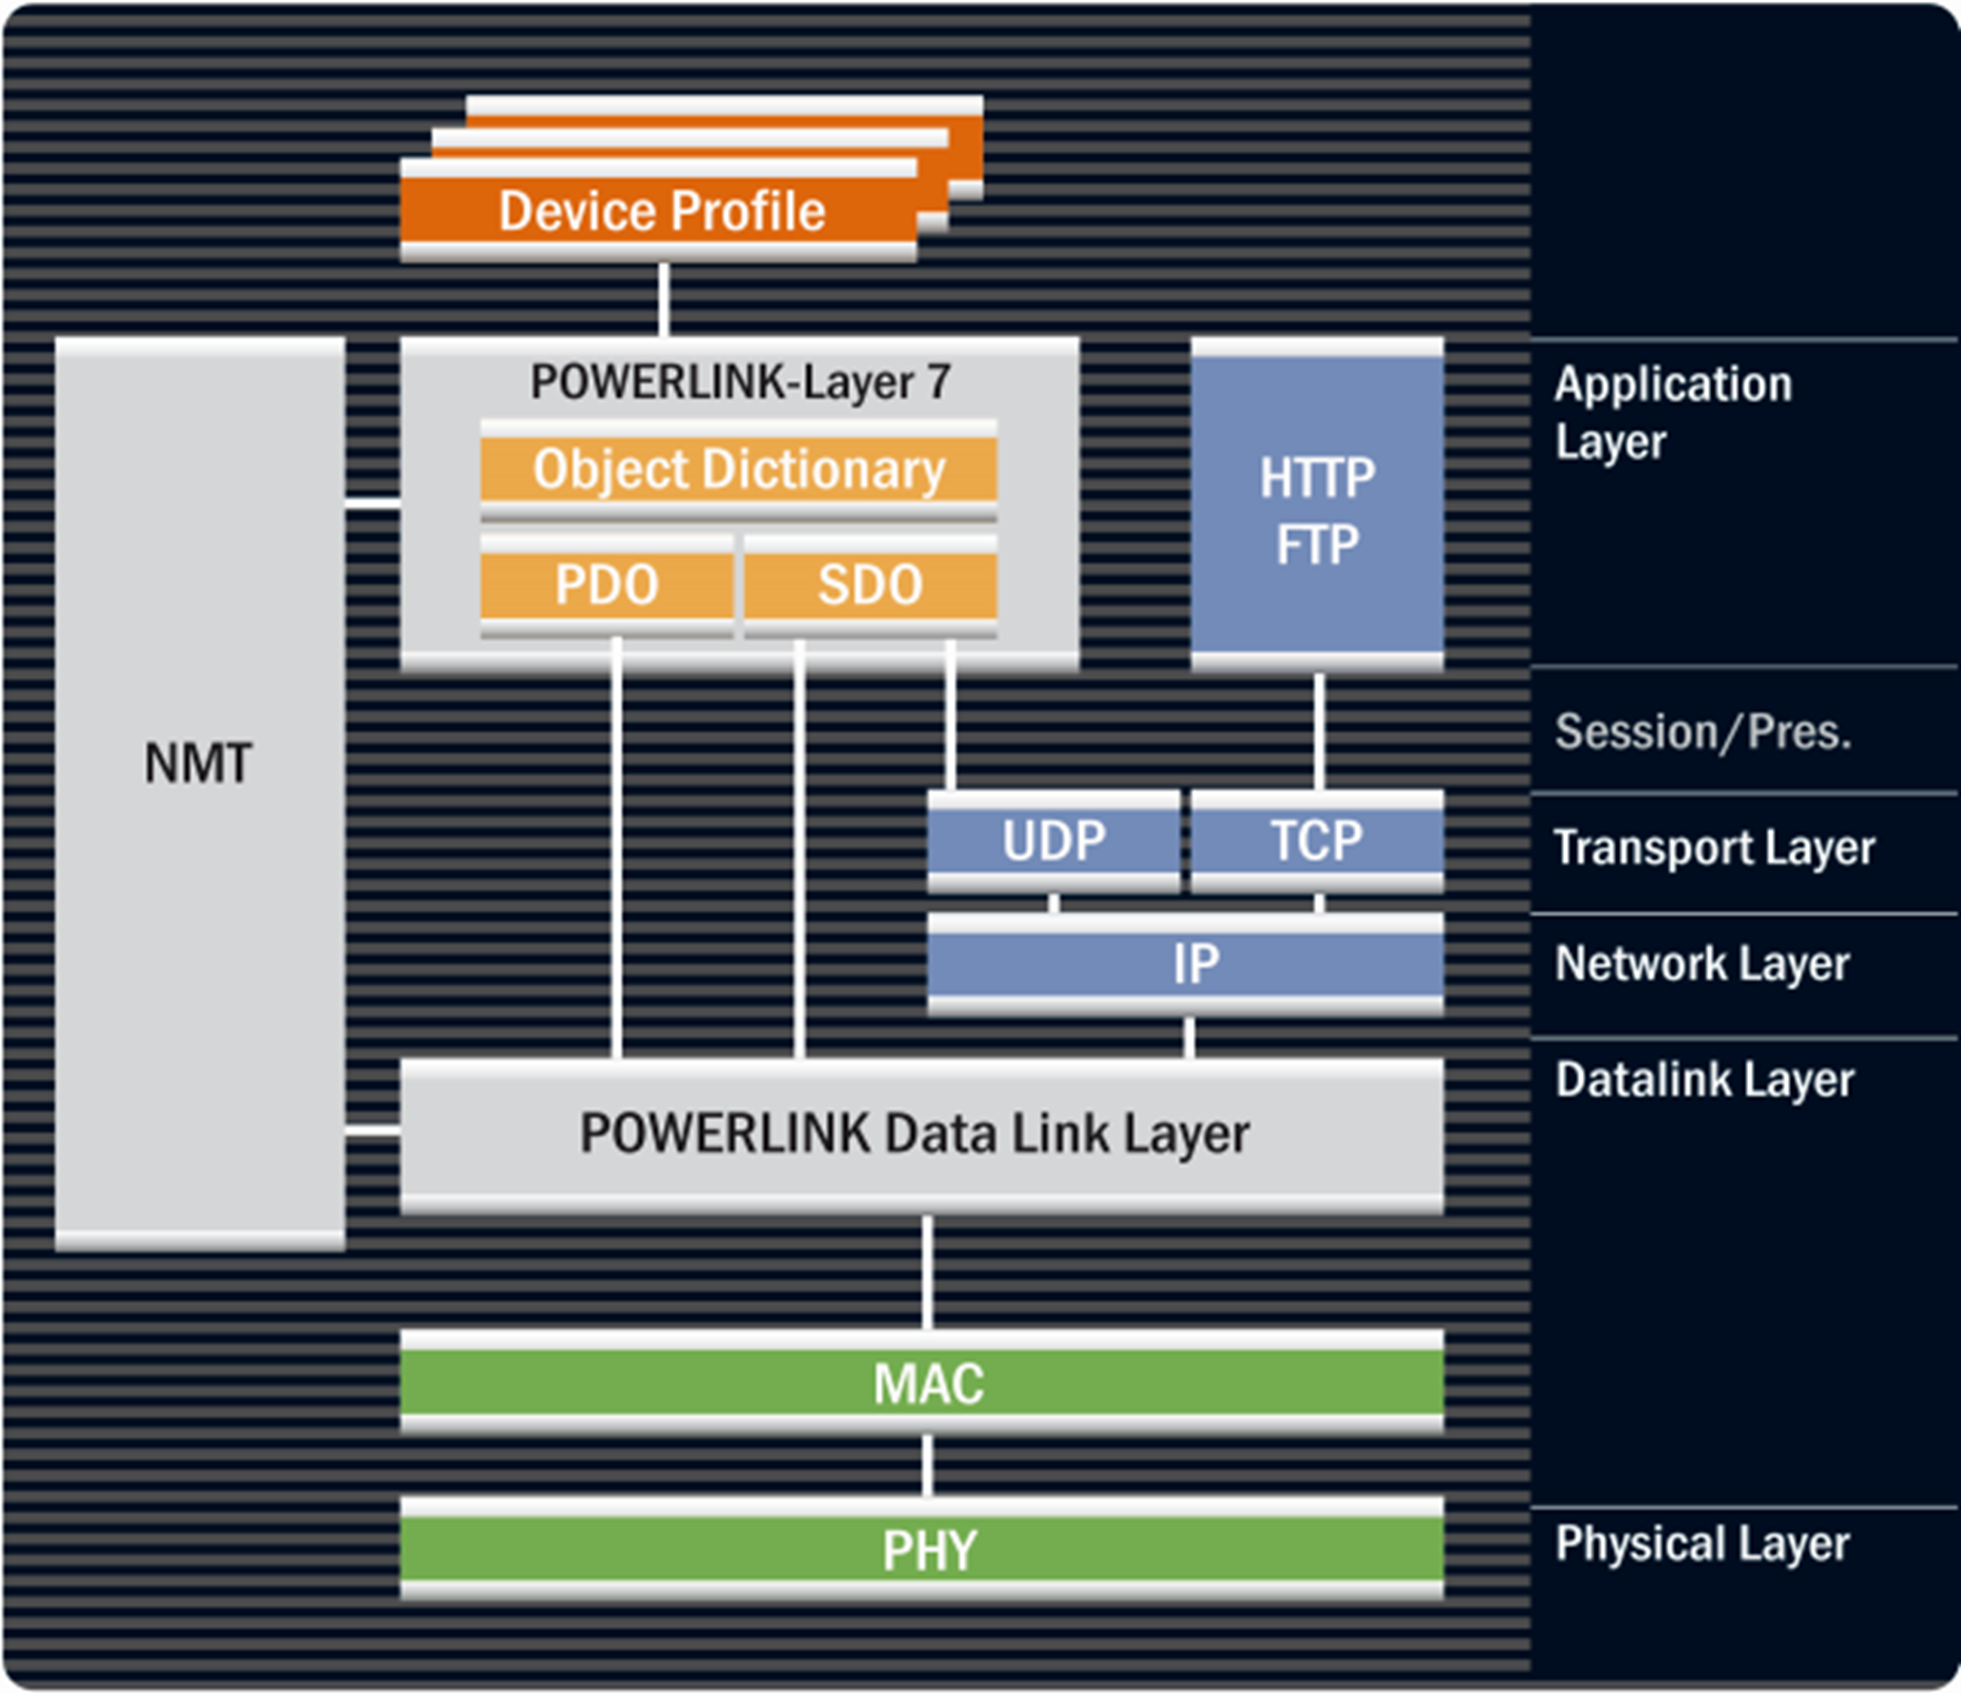 Device Profile
POWERLINK-Layer 7
Object Dictionary
PDO
SDO
HTTP
FTP
NMT
UDP
TCP
IP
POWERLINK Data Link Layer
MAC
PHY
Application
Layer
Session/Pres.
Transport Layer
Network Layer
Datalink Layer
Physical Layer